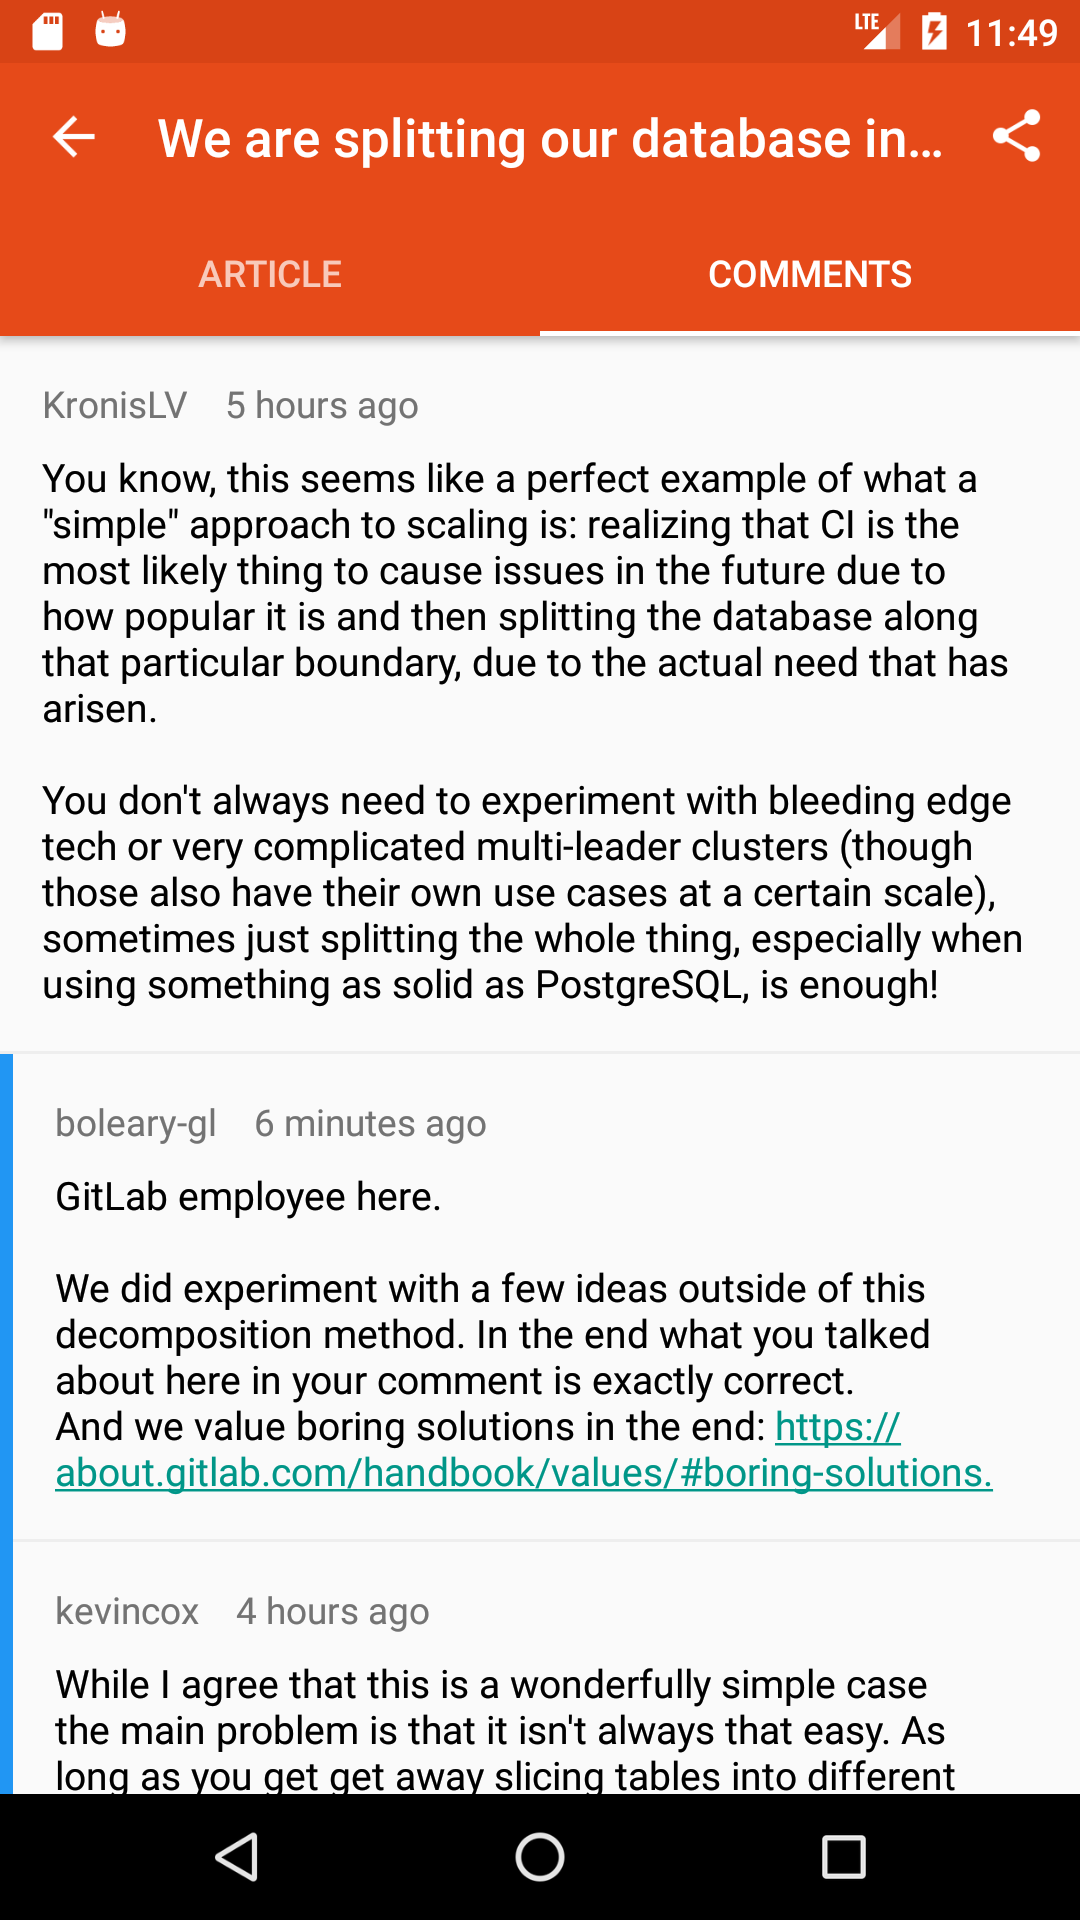 LTE 11:49
We are splitting our database in…
ARTICLE COMMENTS
KronisLV 5 hours ago
You know, this seems like a perfect example of what a
"simple" approach to scaling is: realizing that CI is the
most likely thing to cause issues in the future due to
how popular it is and then splitting the database along
that particular boundary, due to the actual need that has
arisen.
You don't always need to experiment with bleeding edge
tech or very complicated multi-leader clusters (though
those also have their own use cases at a certain scale),
sometimes just splitting the whole thing, especially when
using something as solid as PostgreSQL, is enough!
boleary-gl 6 minutes ago
GitLab employee here.
We did experiment with a few ideas outside of this
decomposition method. In the end what you talked
about here in your comment is exactly correct.
And we value boring solutions in the end: https://
about.gitlab.com/handbook/values/#boring-solutions.
kevincox 4 hours ago
While I agree that this is a wonderfully simple case
the main problem is that it isn't always that easy. As
long as you get get away slicing tables into different